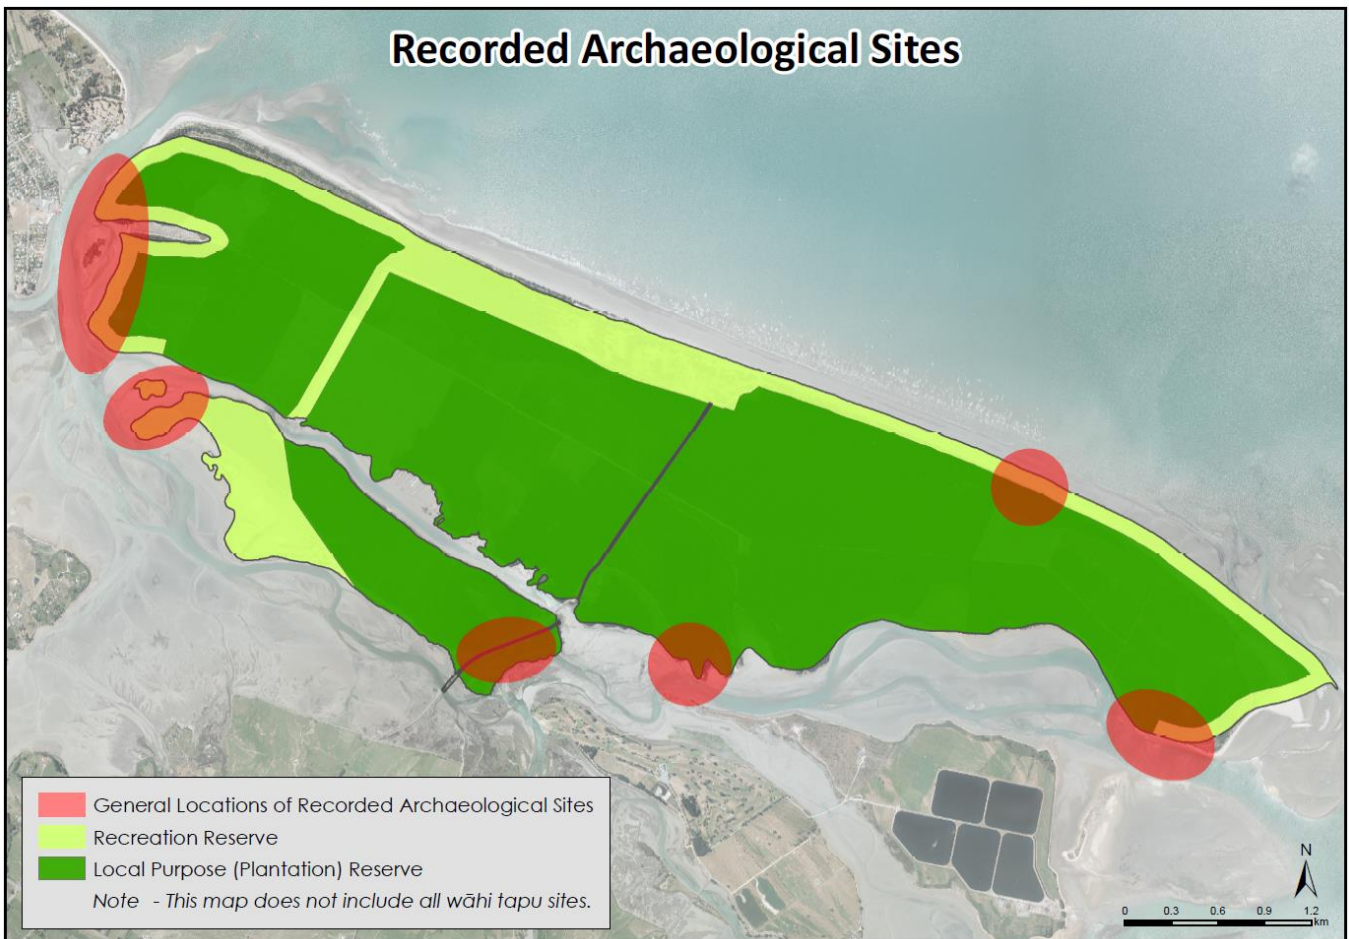 Recorded Archaeological Sites
General Locations of Recorded Archaeological Sites
Recreation Reserve
Local Purpose (Plantation) Reserve
Note - This map does not include all wāhi tapu sites.
N
0 0.3 0.6 0.9 1.2
km